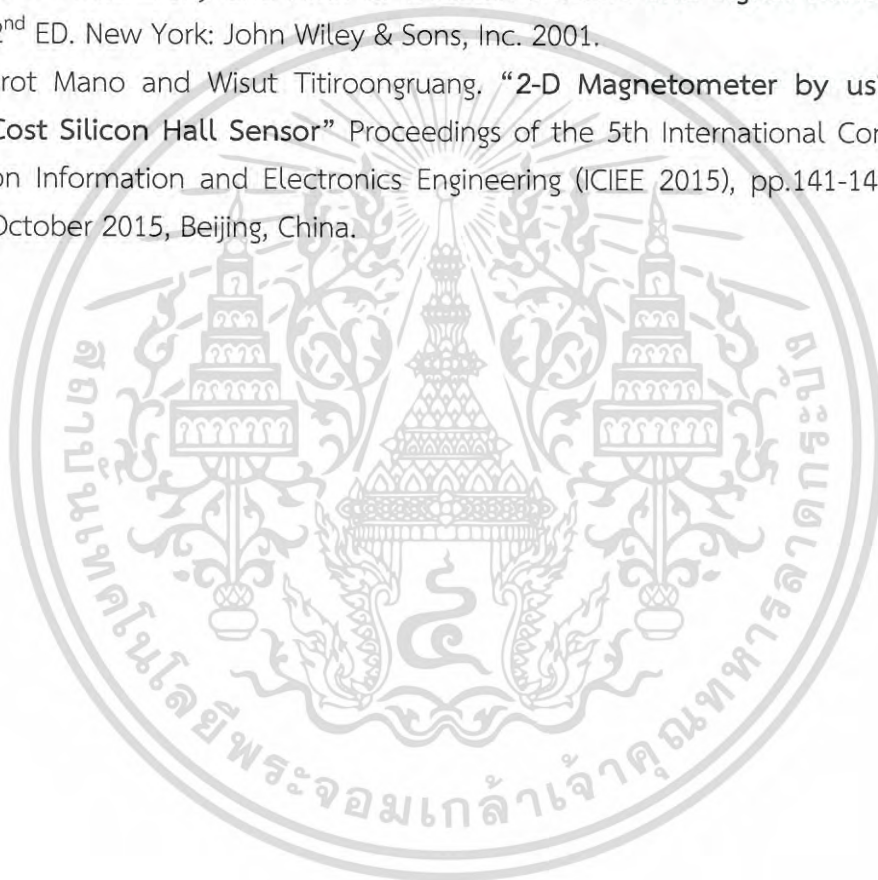 2nd ED. New York: John Wiley & Sons, Inc. 2001.
rot Mano and Wisut Titiroongruang. "2-D Magnetometer by us
Cost Silicon Hall Sensor" Proceedings of the 5th International Con
on Information and Electronics Engineering (ICIEE 2015), pp.141-14
October 2015, Beijing, China.
สถาบันเทคโนโลยีพระจอมเกล้าเจ้าคุณทหารลาดกระบัง